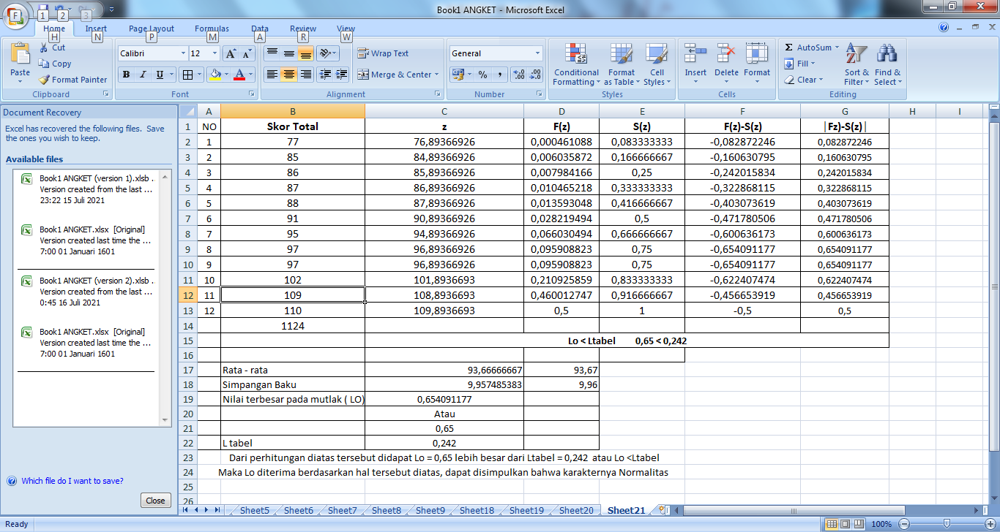 Book1 ANGKET - Microsoft Excel
F 1 2 3
Home Insert Page Layout Formulas Data Review View
H N P M A R W
Paste Cut Copy Format Painter
Clipboard
Calibri 12 A A
B I U A
Font
Wrap Text
Merge & Center
Alignment
General
% ,
Number
Conditional Formatting Format as Table Cell Styles
Styles
Insert Delete Format
Cells
Σ AutoSum Fill Clear Sort & Filter Find & Select
Editing
Document Recovery
Excel has recovered the following files. Save
the ones you wish to keep.
Available files
Book1 ANGKET (version 1).xlsb ..
Version created from the last ...
23:22 15 Juli 2021
Book1 ANGKET.xlsx [Original]
Version created last time the ...
7:00 01 Januari 1601
Book1 ANGKET (version 2).xlsb ..
Version created from the last ...
0:45 16 Juli 2021
Book1 ANGKET.xlsx [Original]
Version created last time the ...
7:00 01 Januari 1601
Which file do I want to save?
Close
A B C D E F G H I
1 NO Skor Total z F(z) S(z) F(z)-S(z) |Fz)-S(z)|
2 1 77 76,89366926 0,000461088 0,083333333 -0,082872246 0,082872246
3 2 85 84,89366926 0,006035872 0,166666667 -0,160630795 0,160630795
4 3 86 85,89366926 0,007984166 0,25 -0,242015834 0,242015834
5 4 87 86,89366926 0,010465218 0,333333333 -0,322868115 0,322868115
6 5 88 87,89366926 0,013593048 0,416666667 -0,403073619 0,403073619
7 6 91 90,89366926 0,028219494 0,5 -0,471780506 0,471780506
8 7 95 94,89366926 0,066030494 0,666666667 -0,600636173 0,600636173
9 8 97 96,89366926 0,095908823 0,75 -0,654091177 0,654091177
10 9 97 96,89366926 0,095908823 0,75 -0,654091177 0,654091177
11 10 102 101,8936693 0,210925859 0,833333333 -0,622407474 0,622407474
12 11 109 108,8936693 0,460012747 0,916666667 -0,456653919 0,456653919
13 12 110 109,8936693 0,5 1 -0,5 0,5
14 1124
15 Lo < Ltabel 0,65 < 0,242
16
17 Rata - rata 93,66666667 93,67
18 Simpangan Baku 9,957485383 9,96
19 Nilai terbesar pada mutlak ( LO) 0,654091177
20 Atau
21 0,65
22 L tabel 0,242
23 Dari perhitungan diatas tersebut didapat Lo = 0,65 lebih besar dari Ltabel = 0,242 atau Lo <Ltabel
24 Maka Lo diterima berdasarkan hal tersebut diatas, dapat disimpulkan bahwa karakternya Normalitas
25
26
Sheet5 Sheet6 Sheet7 Sheet8 Sheet9 Sheet18 Sheet19 Sheet20 Sheet21
Ready 100%